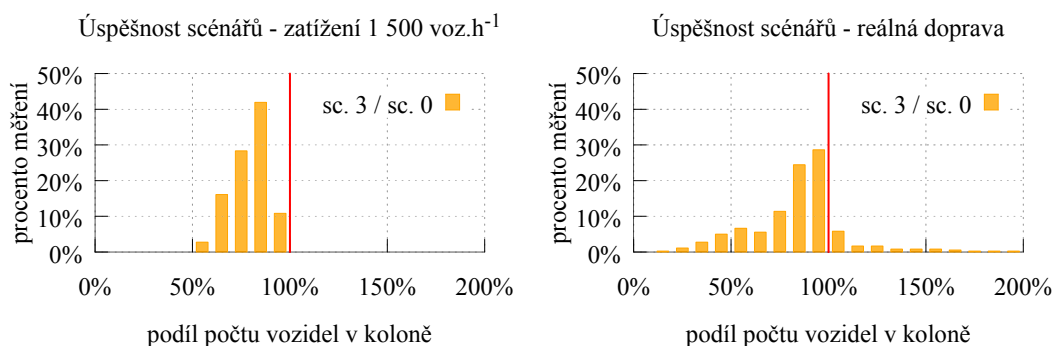 Úspěšnost scénářů - zatížení 1 500 voz.h-1
procento měření
50%
40%
30%
20%
10%
0%
sc. 3 / sc. 0
0% 50% 100% 150% 200%
podíl počtu vozidel v koloně
Úspěšnost scénářů - reálná doprava
procento měření
50%
40%
30%
20%
10%
0%
sc. 3 / sc. 0
0% 50% 100% 150% 200%
podíl počtu vozidel v koloně